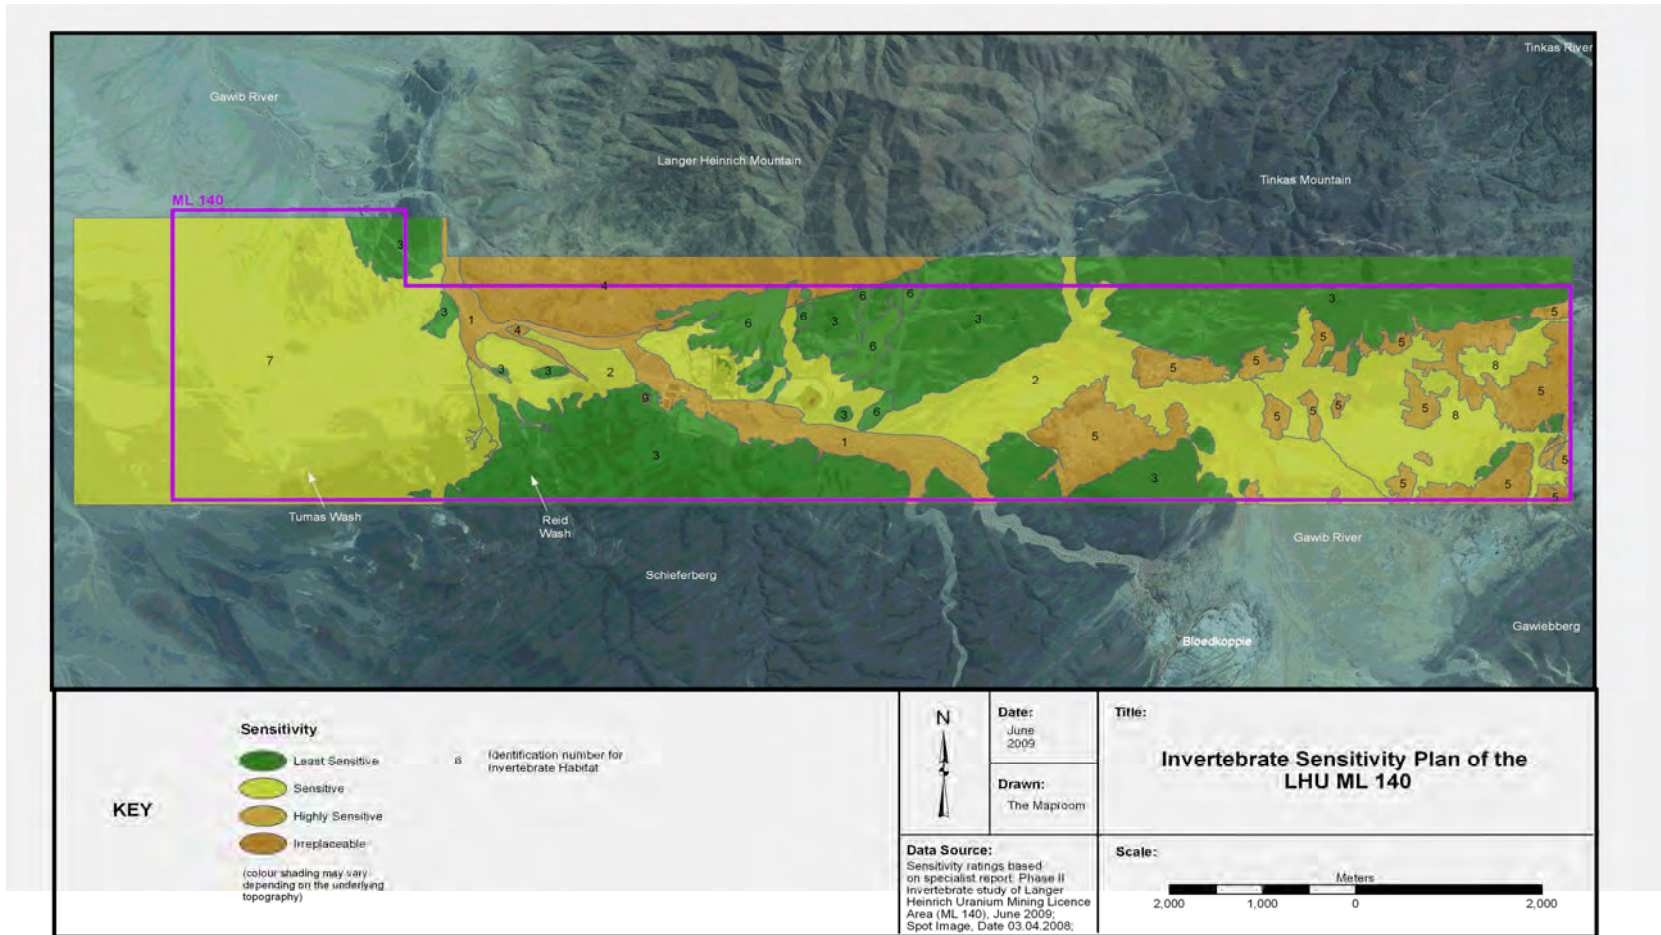 Tinkas River
Gawib River
Langer Heinrich Mountain
Tinkas Mountain
ML 140
3
4
3
1
4
6
6
6
3
6
3
3
5
5
5
5
5
8
5
7
3
3
2
6
2
9
3
6
1
5
5
5
5
5
8
3
3
5
5
5
5
Tumas Wash
Reid
Wash
Gawib River
Schieferberg
Gawiebberg
Bloedkoppie
KEY
Sensitivity
Least Sensitive
Sensitive
Highly Sensitive
Irreplaceable
(colour shading may vary
depending on the underlying
topography)
8 Identification number for
Invertebrate Habitat
N
Date:
June
2009
Drawn:
The Maproom
Data Source:
Sensitivity ratings based
on specialist report: Phase II
Invertebrate study of Langer
Heinrich Uranium Mining Licence
Area (ML 140), June 2009;
Spot Image, Date 03.04.2008;
Title:
Invertebrate Sensitivity Plan of the
LHU ML 140
Scale:
Meters
2,000 1,000 0 2,000